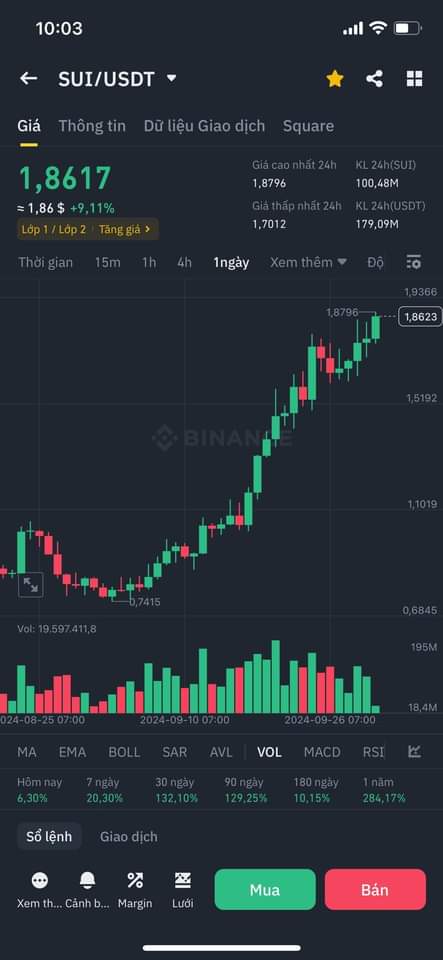 10:03
SUI/USDT
Giá Thông tin Dữ liệu Giao dịch Square
1,8617
≈ 1,86 $ +9,11%
Lớp 1 / Lớp 2 Tăng giá
Giá cao nhất 24h KL 24h(SUI)
1,8796 100,48M
Giá thấp nhất 24h KL 24h(USDT)
1,7012 179,09M
Thời gian 15m 1h 4h 1ngày Xem thêm Độ
1,9366
1,8796
1,8623
1,5192
BINANCE
1,1019
0,7415
0,6845
Vol: 19.597.411,8
195M
18,4M
024-08-25 07:00 2024-09-10 07:00 2024-09-26 07:00
MA EMA BOLL SAR AVL VOL MACD RSI
Hôm nay 7 ngày 30 ngày 90 ngày 180 ngày 1 năm
6,30% 20,30% 132,10% 129,25% 10,15% 284,17%
Sổ lệnh Giao dịch
Xem th... Cảnh b... Margin Lưới
Mua Bán